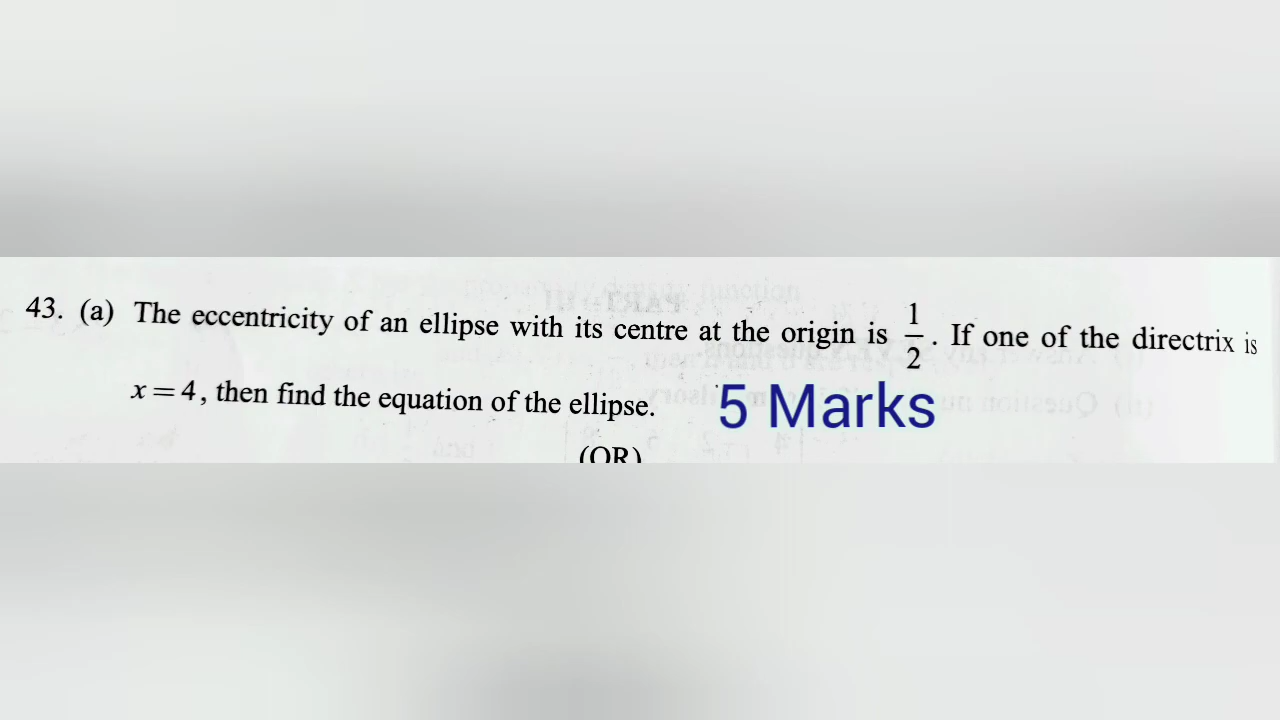 43. (a) The eccentricity of an ellipse with its centre at the origin is 1/2. If one of the directrix is
x = 4, then find the equation of the ellipse. 5 Marks
(OR)